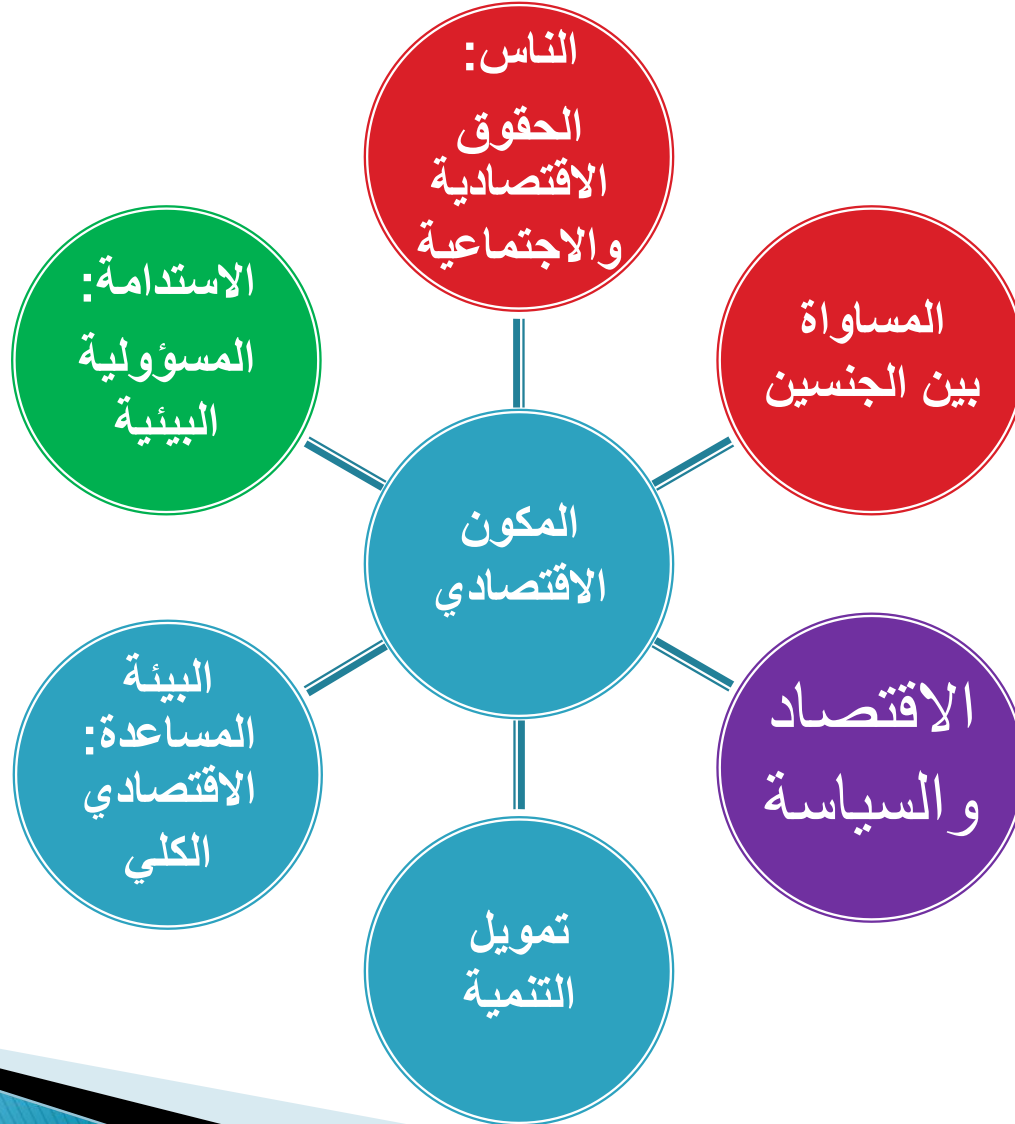 الناس:
الحقوق
الاقتصادية
والاجتماعية
المساواة
بين الجنسين
الاقتصاد
والسياسة
تمويل
التنمية
البيئة
المساعدة:
الاقتصادي
الكلي
الاستدامة:
المسؤولية
البيئية
المكون
الاقتصادي